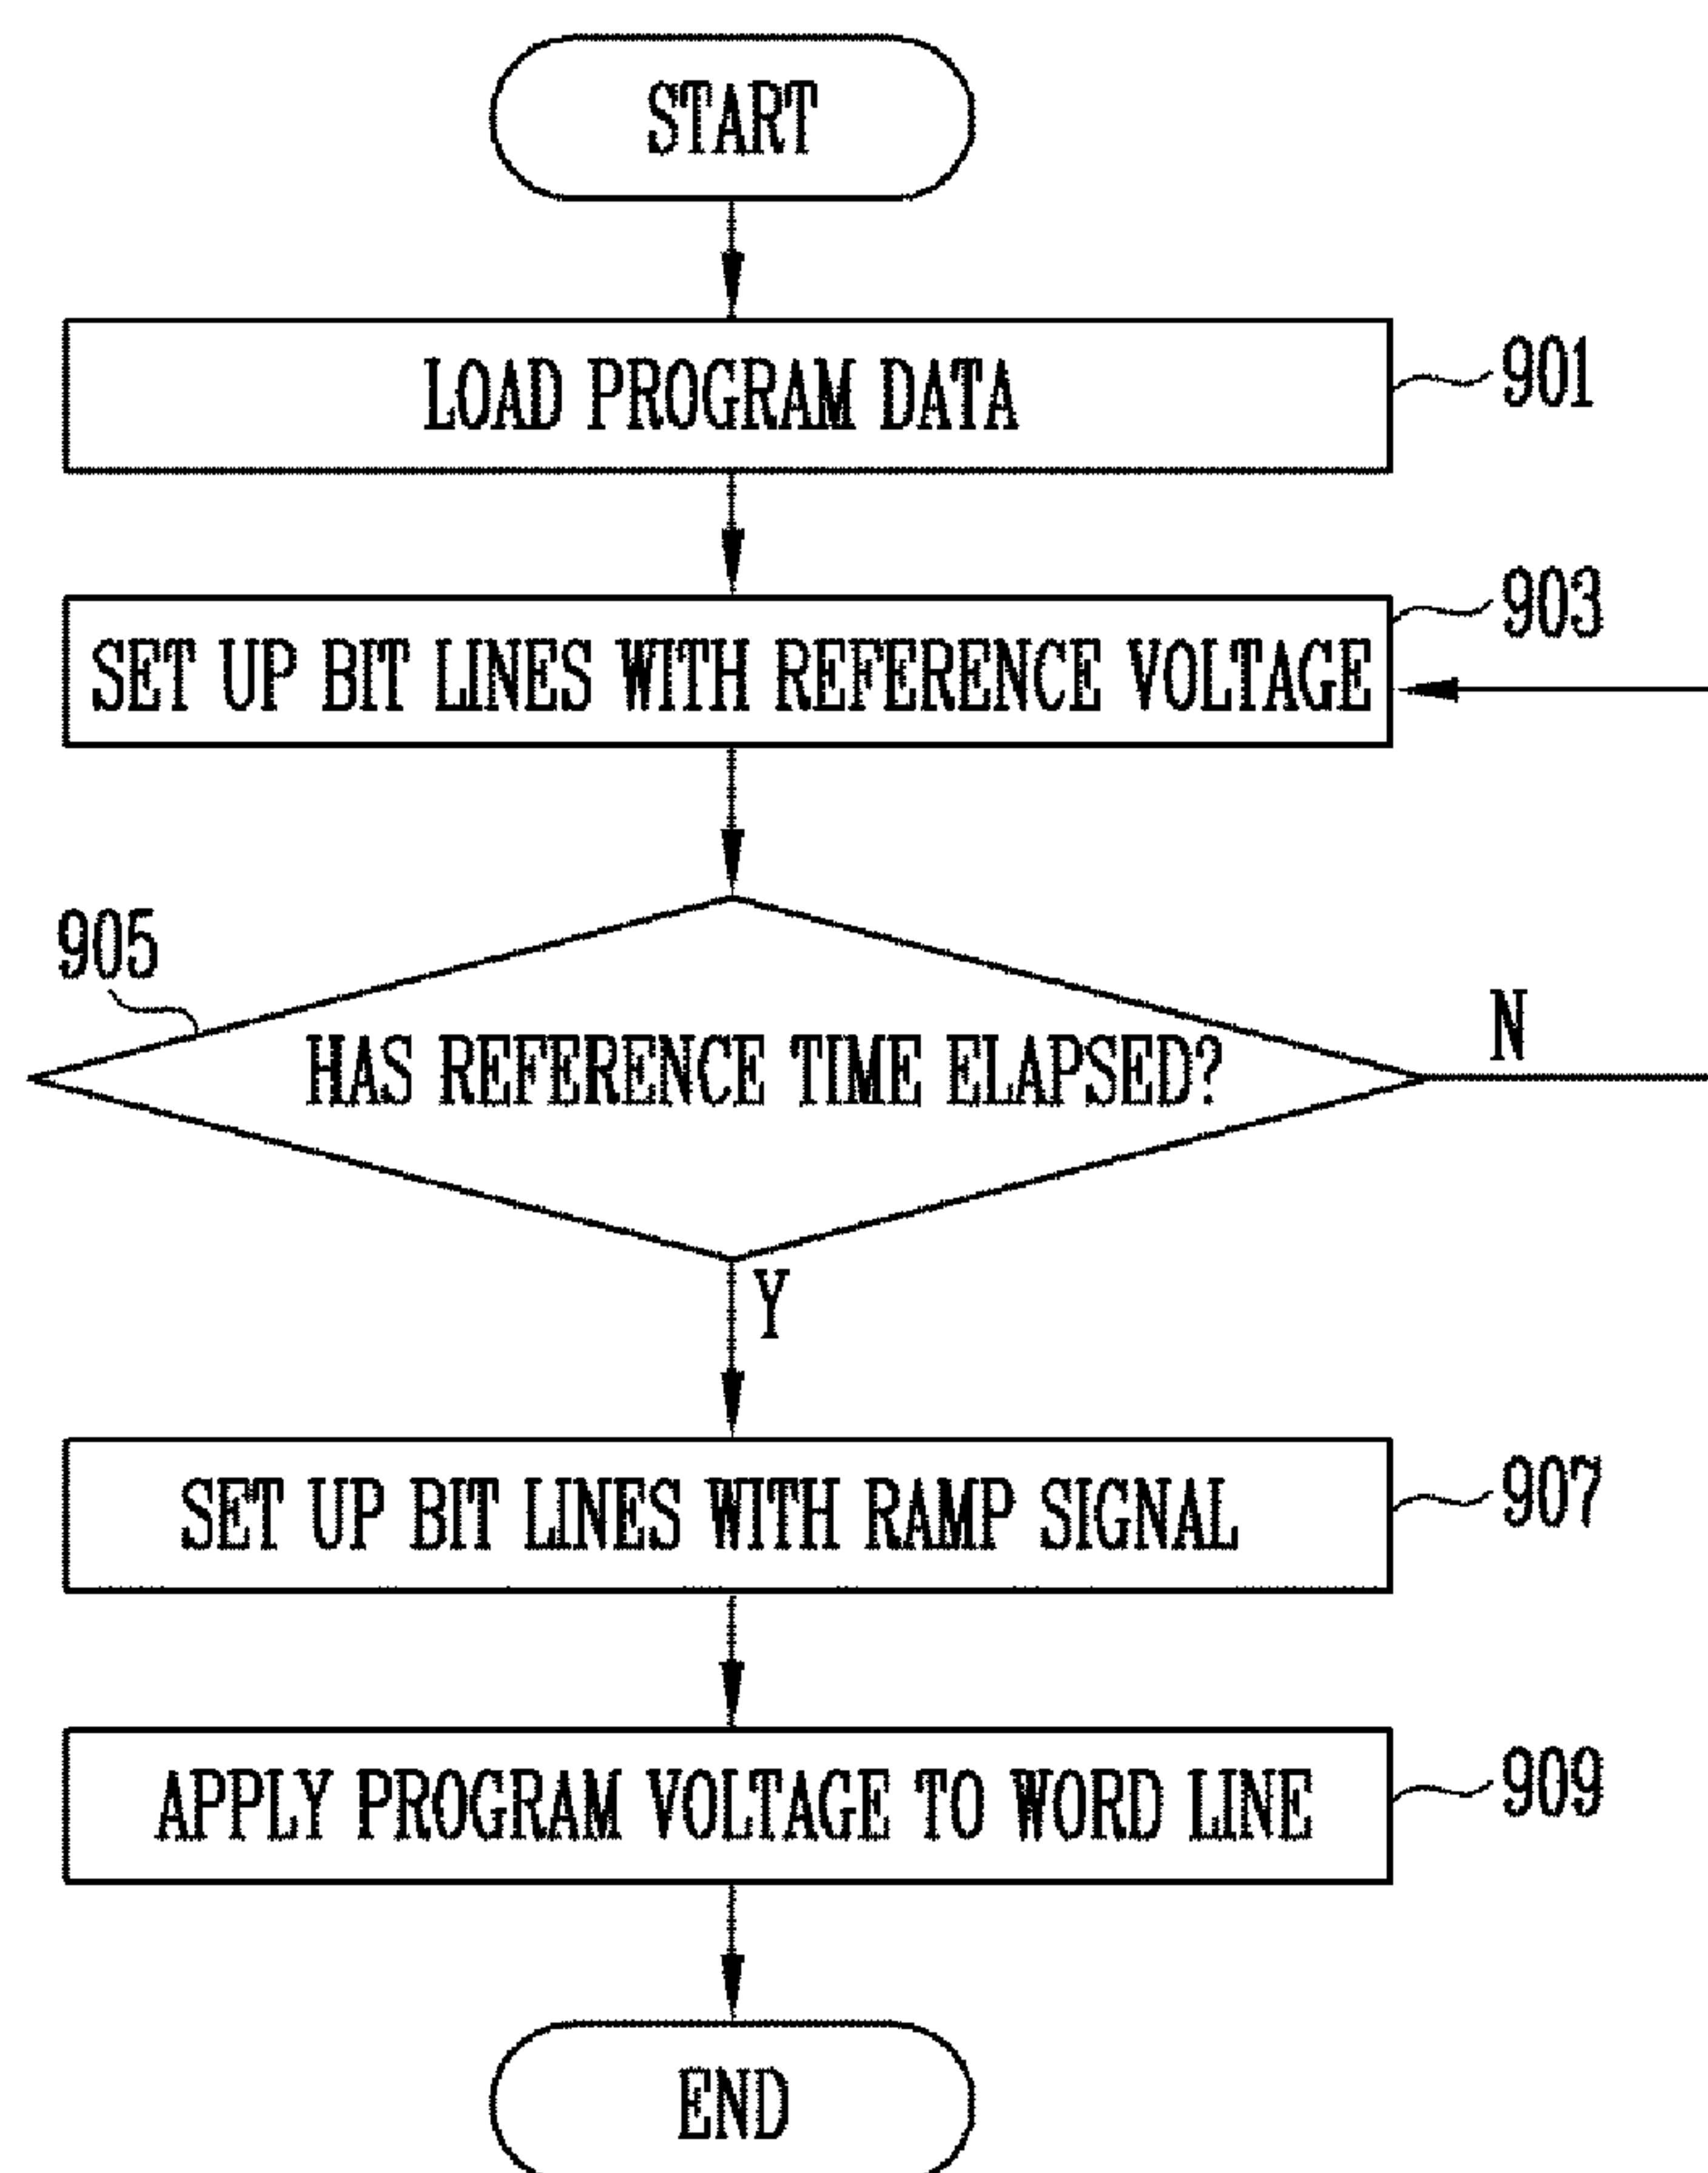 START
LOAD PROGRAM DATA
901
SET UP BIT LINES WITH REFERENCE VOLTAGE
903
905
HAS REFERENCE TIME ELAPSED?
N
Y
SET UP BIT LINES WITH RAMP SIGNAL
907
APPLY PROGRAM VOLTAGE TO WORD LINE
909
END